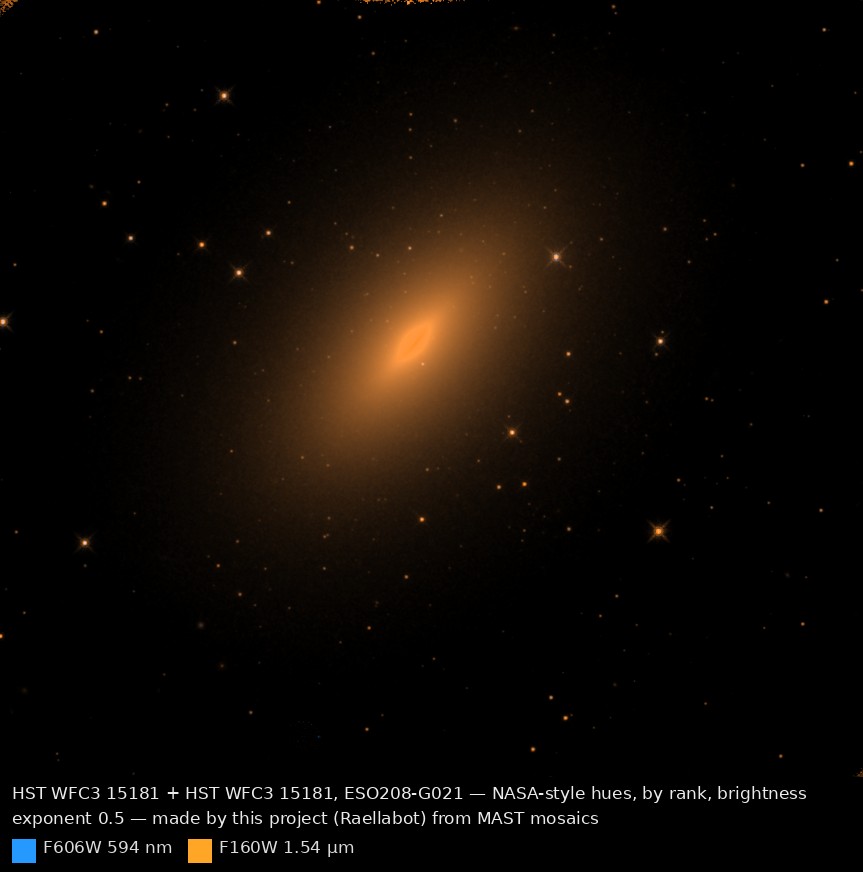 HST WFC3 15181 + HST WFC3 15181, ESO208-G021 — NASA-style hues, by rank, brightness
exponent 0.5 — made by this project (Raellabot) from MAST mosaics
F606W 594 nm F160W 1.54 µm